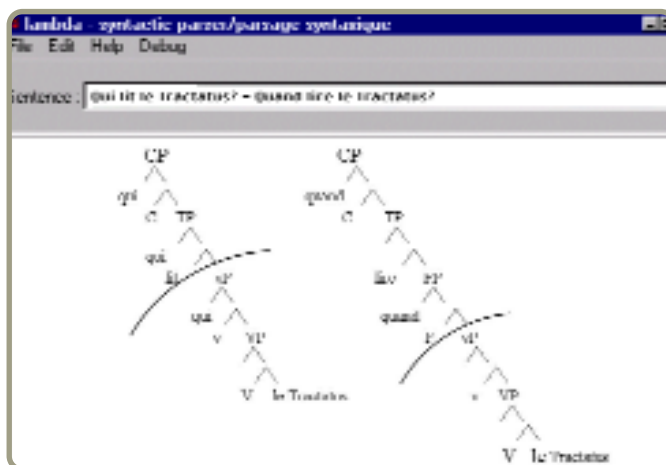 lambda - syntactic parser/parsage syntaxique
File Edit Help Debug
Sentence : Qui lit le Tractatus? - Quand lire le Tractatus?
CP CP
qui quand
C TP C TP
qui lire FP
lit vP quand
qui F vP
v VP v VP
V le Tractatus
V le Tractatus